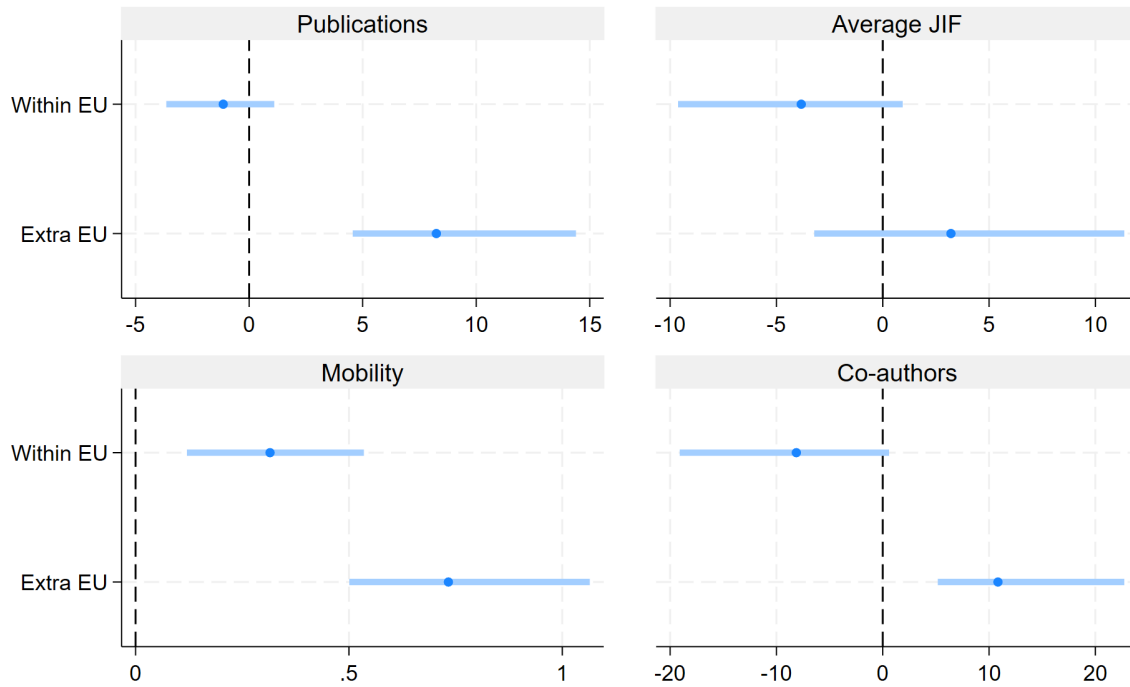 Publications
Within EU
Extra EU
-5 0 5 10 15
Average JIF
-10 -5 0 5 10
Mobility
Within EU
Extra EU
0 .5 1
Co-authors
-20 -10 0 10 20